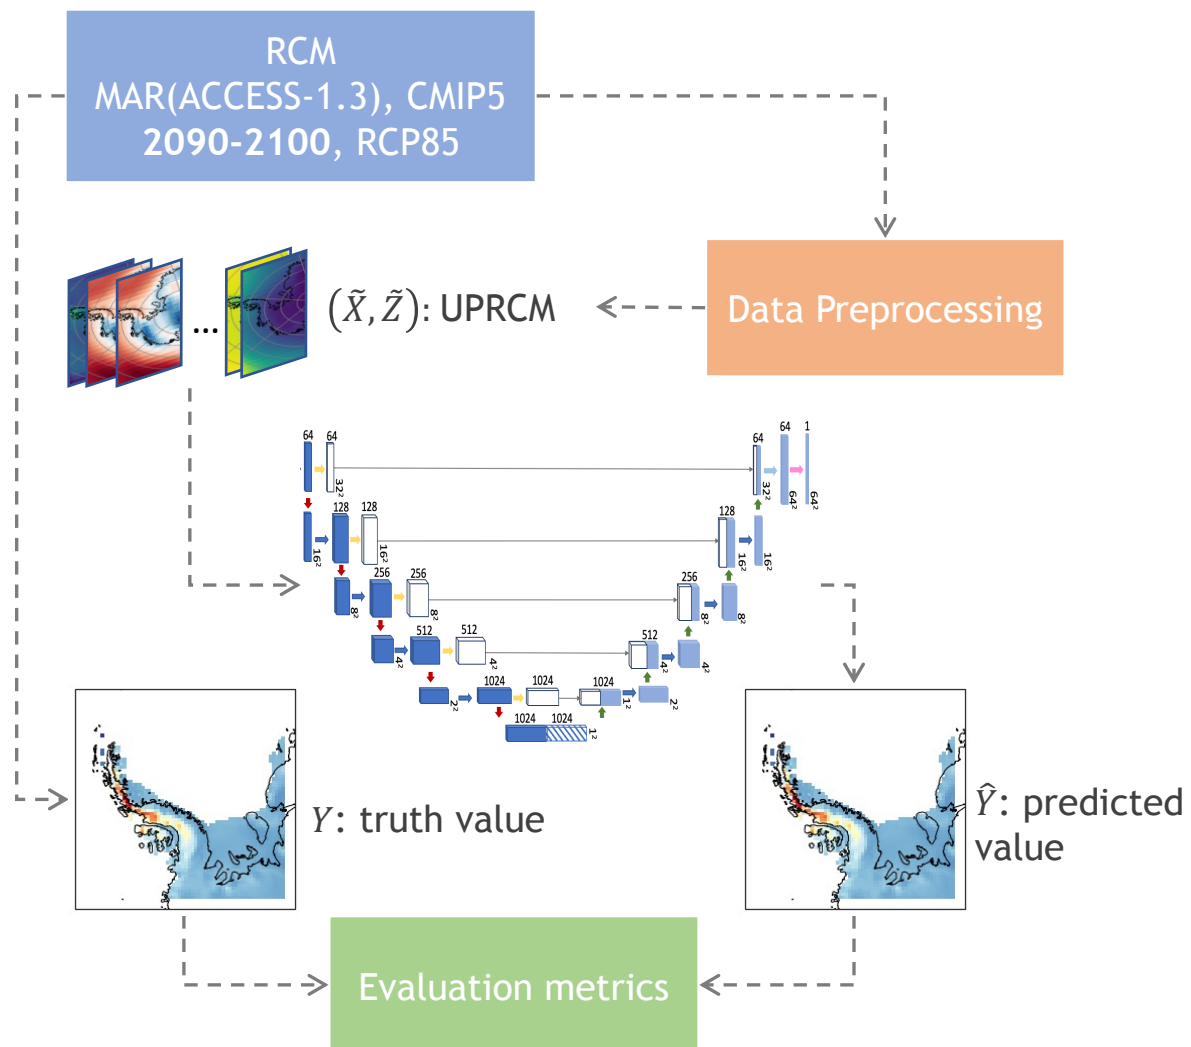 RCM
MAR(ACCESS-1.3), CMIP5
2090-2100, RCP85
(X̃, Z̃): UPRCM
...
Data Preprocessing
64 64 64 64 1
32² 32² 64² 64²
128 128 128
16² 16² 16² 16²
256 256 256
8² 8² 8² 8²
512 512 512
4² 4² 4² 4²
1024 1024 1024
2² 1² 2²
1024 1024
1²
Y: truth value
Ŷ: predicted
value
Evaluation metrics